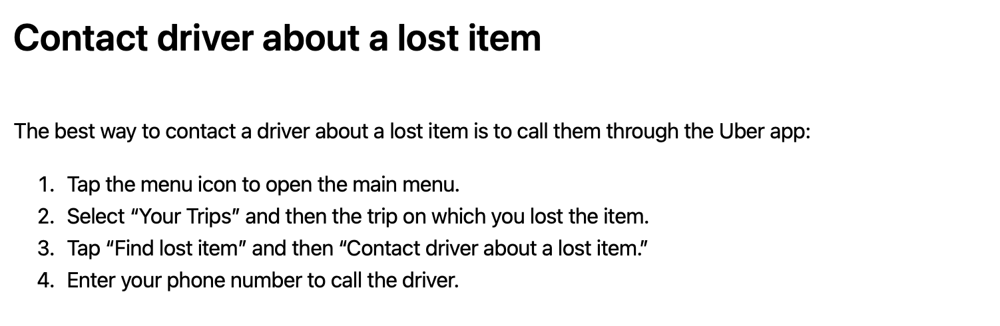 Contact driver about a lost item
The best way to contact a driver about a lost item is to call them through the Uber app:
1. Tap the menu icon to open the main menu.
2. Select “Your Trips” and then the trip on which you lost the item.
3. Tap “Find lost item” and then “Contact driver about a lost item.”
4. Enter your phone number to call the driver.